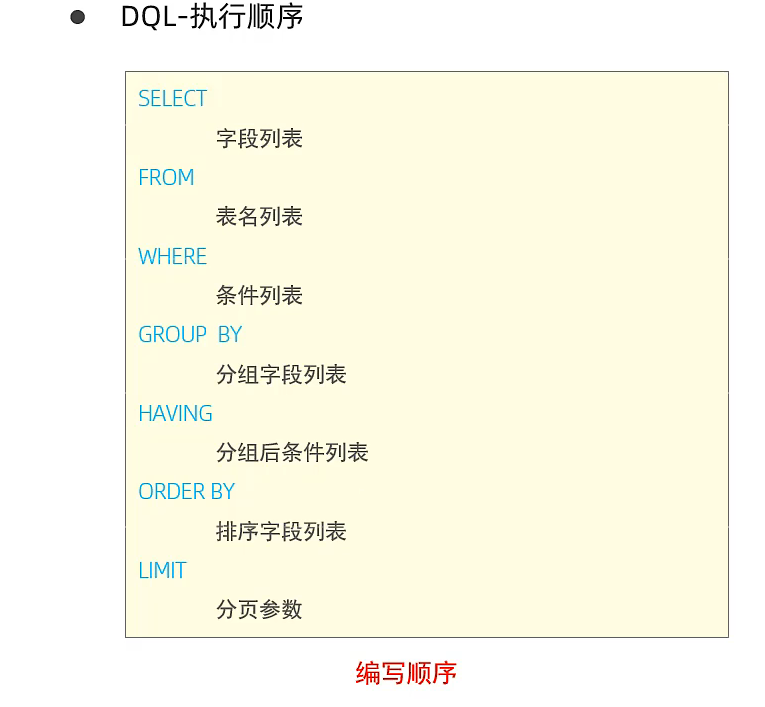 ● DQL-执行顺序
SELECT
字段列表
FROM
表名列表
WHERE
条件列表
GROUP BY
分组字段列表
HAVING
分组后条件列表
ORDER BY
排序字段列表
LIMIT
分页参数
编写顺序